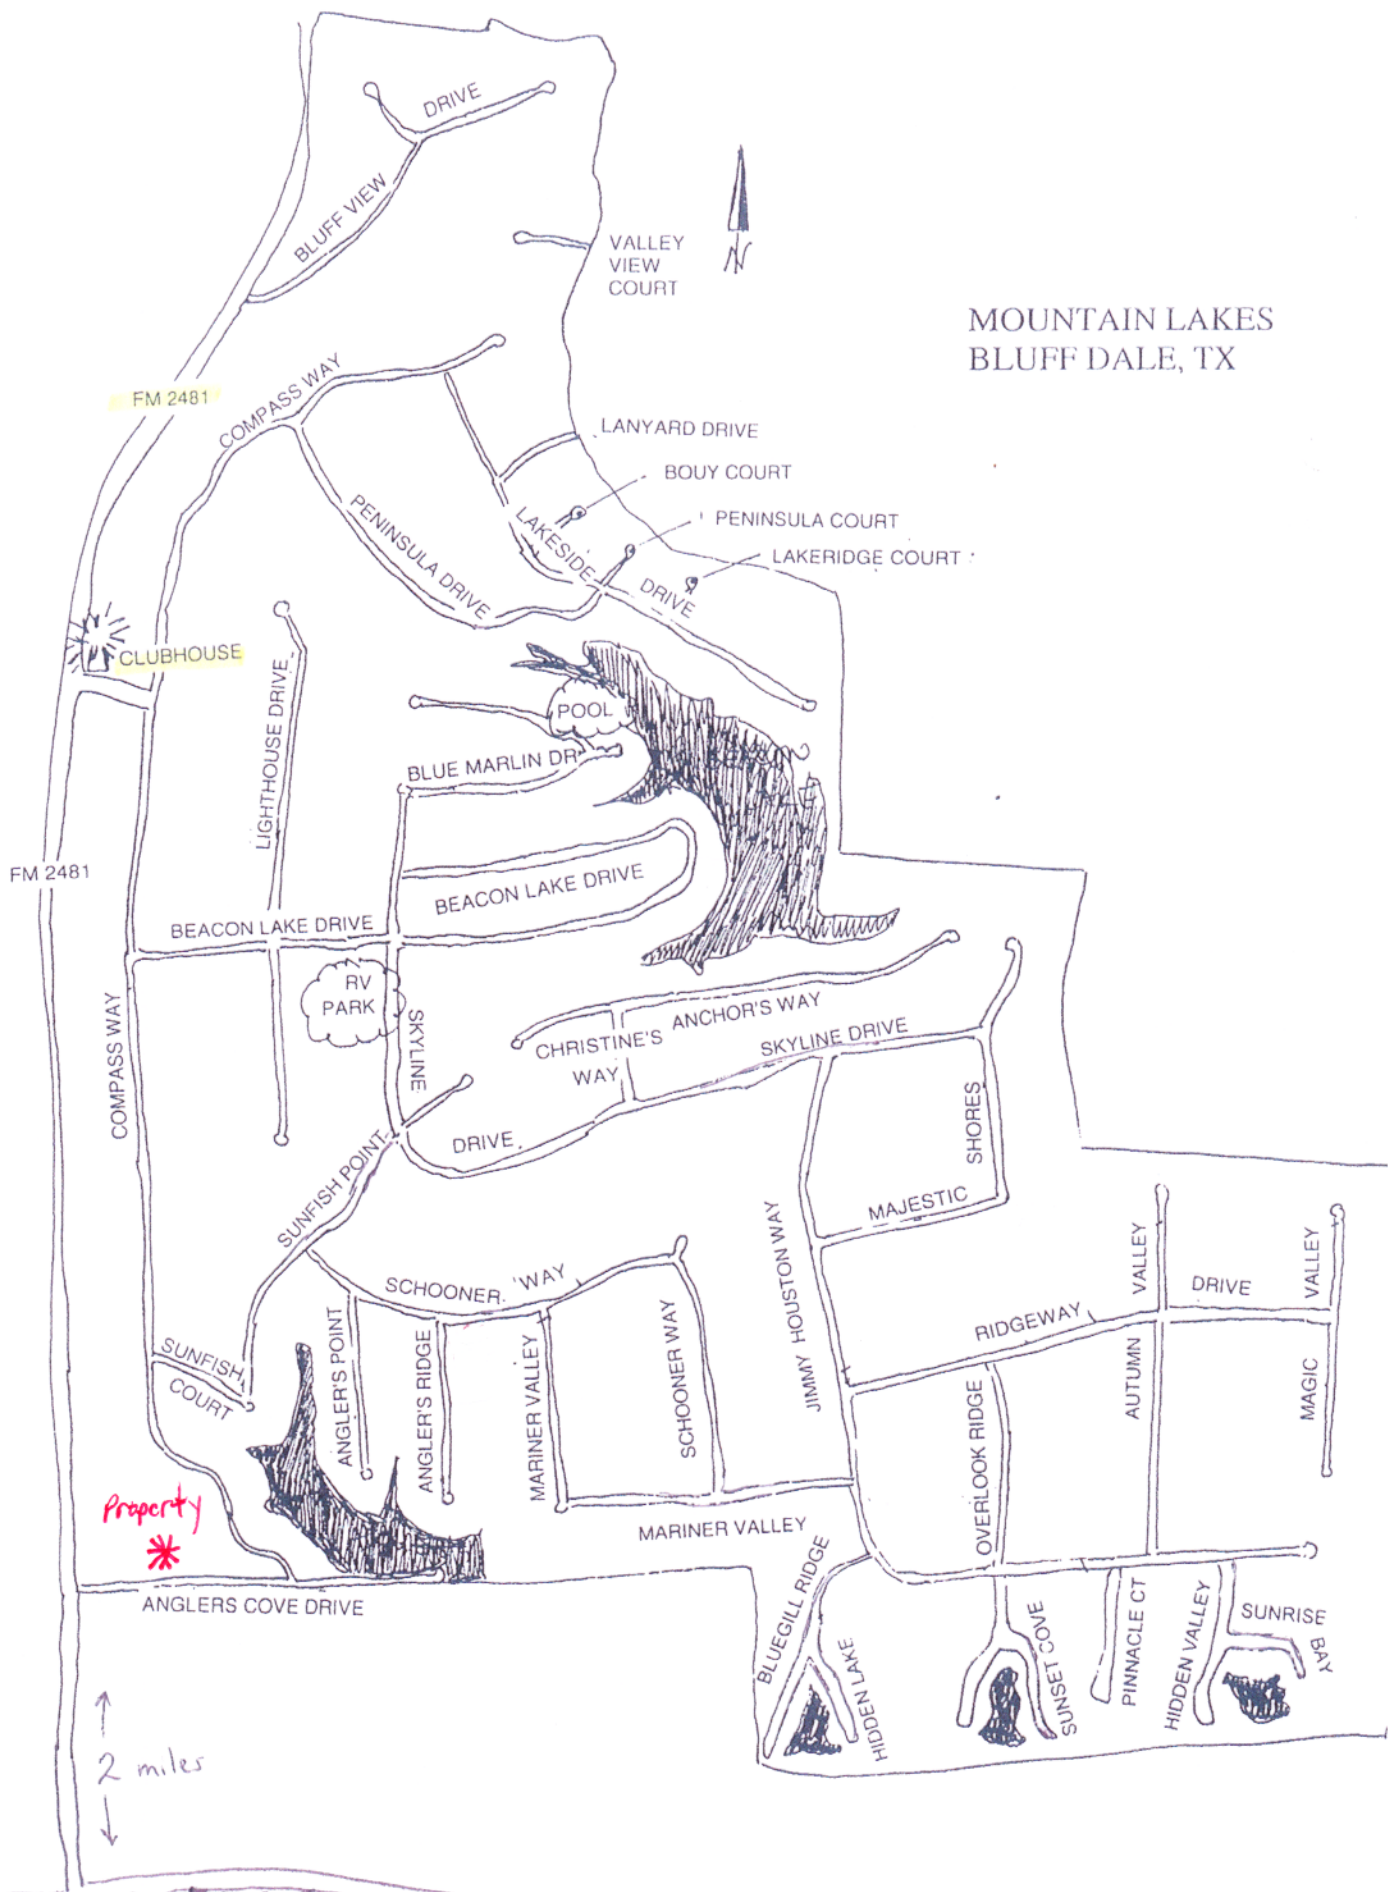 DRIVE
BLUFF VIEW
VALLEY
VIEW
COURT
N
MOUNTAIN LAKES
BLUFF DALE, TX
FM 2481
COMPASS WAY
LANYARD DRIVE
BOUY COURT
PENINSULA COURT
LAKERIDGE COURT
PENINSULA DRIVE
LAKESIDE
DRIVE
CLUBHOUSE
LIGHTHOUSE DRIVE
POOL
BLUE MARLIN DR
FM 2481
BEACON LAKE DRIVE
BEACON LAKE DRIVE
RV
PARK
COMPASS WAY
SKYLINE
CHRISTINE'S
WAY
ANCHOR'S WAY
SKYLINE DRIVE
DRIVE
SHORES
SUNFISH POINT
MAJESTIC
JIMMY HOUSTON WAY
SCHOONER WAY
VALLEY
DRIVE
VALLEY
RIDGEWAY
SUNFISH
COURT
ANGLER'S POINT
ANGLER'S RIDGE
MARINER VALLEY
SCHOONER WAY
AUTUMN
MAGIC
OVERLOOK RIDGE
Property
MARINER VALLEY
ANGLERS COVE DRIVE
BLUEGILL RIDGE
HIDDEN LAKE
SUNSET COVE
PINNACLE CT
HIDDEN VALLEY
SUNRISE
BAY
2 miles